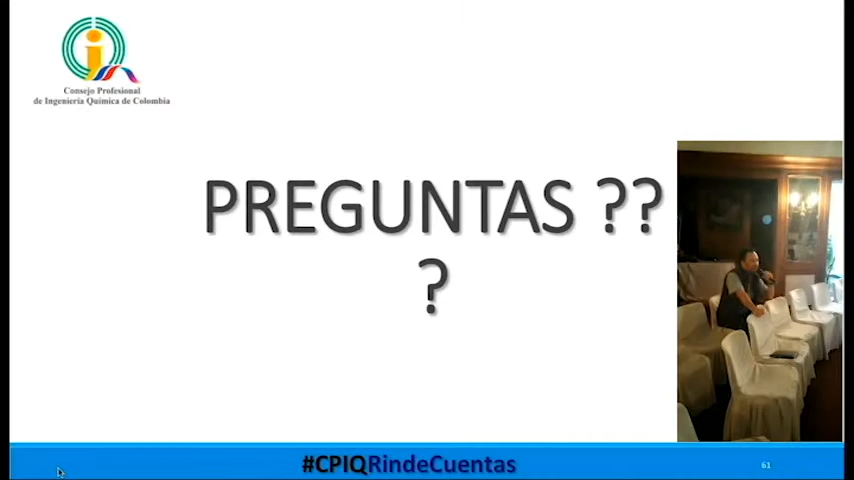 Consejo Profesional
de Ingeniería Química de Colombia
PREGUNTAS ??
?
#CPIQRindeCuentas
61